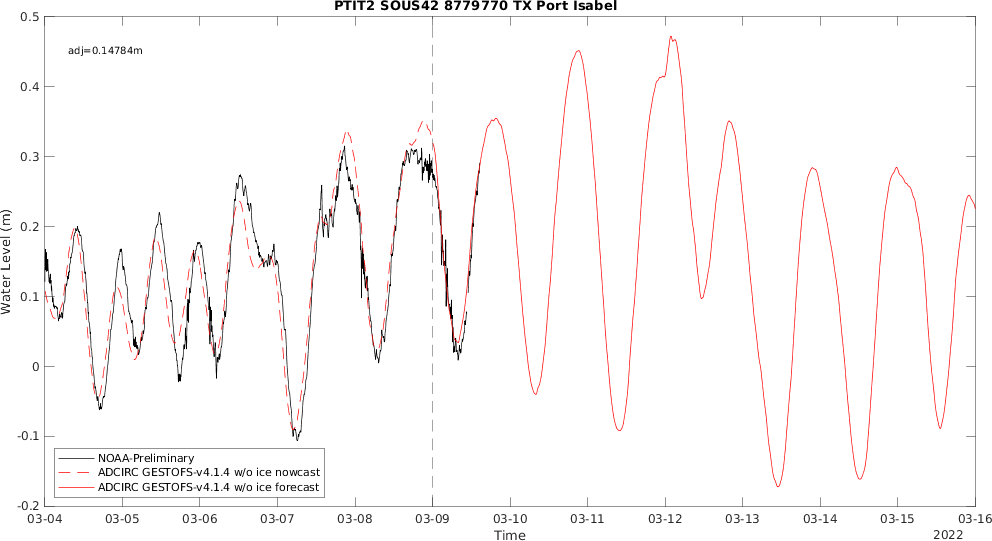 PTIT2 SOUS42 8779770 TX Port Isabel
adj=0.14784m
0.5
0.4
0.3
0.2
0.1
0
-0.1
-0.2
Water Level (m)
NOAA-Preliminary
ADCIRC GESTOFS-v4.1.4 w/o ice nowcast
ADCIRC GESTOFS-v4.1.4 w/o ice forecast
03-04 03-05 03-06 03-07 03-08 03-09 03-10 03-11 03-12 03-13 03-14 03-15 03-16
Time
2022